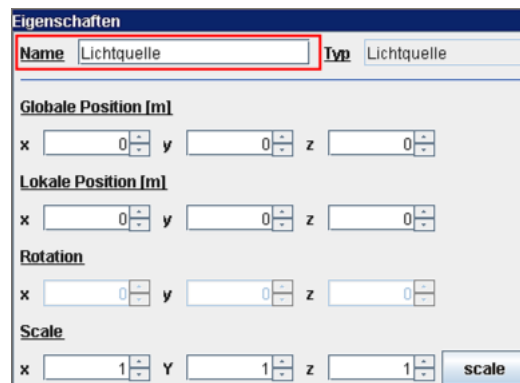 Eigenschaften
Name Lichtquelle Typ Lichtquelle
Globale Position [m]
x 0 y 0 z 0
Lokale Position [m]
x 0 y 0 z 0
Rotation
x 0 y 0 z 0
Scale
x 1 Y 1 z 1 scale